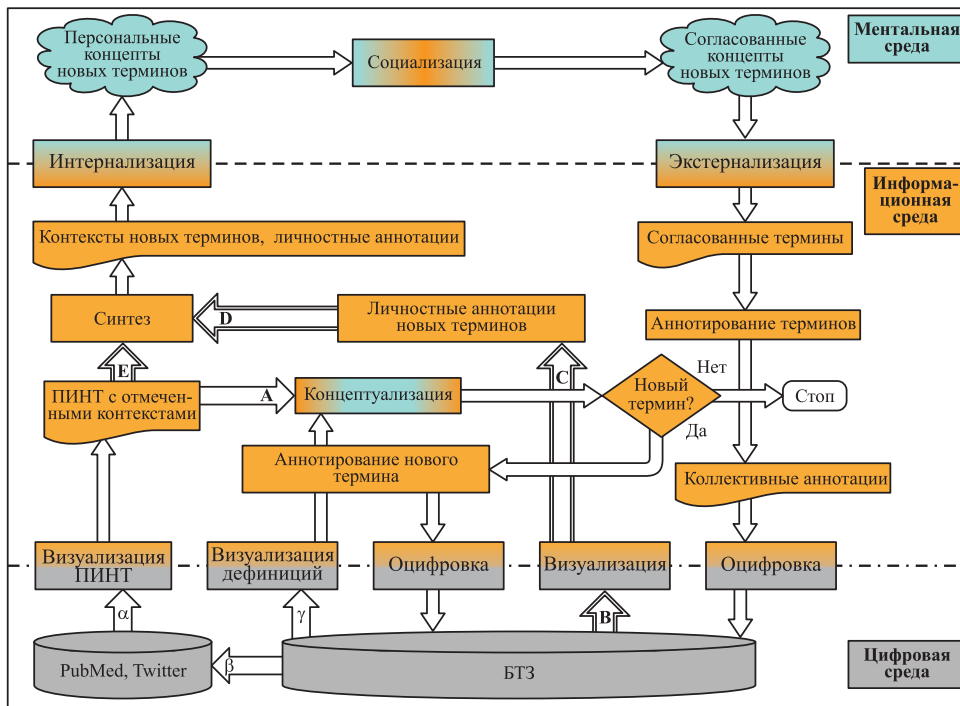 Персональные
концепты
новых терминов
Социализация
Согласованные
концепты
новых терминов
Ментальная
среда
Интернализация
Экстернализация
Информа-
ционная
среда
Контексты новых терминов, личностные аннотации
Согласованные термины
Синтез
D
Личностные аннотации
новых терминов
Аннотирование терминов
E
C
ПИНТ с отмечен-
ными контекстами
A
Концептуализация
Новый
термин?
Нет
Стоп
Да
Аннотирование нового
термина
Коллективные аннотации
Визуализация
ПИНТ
Визуализация
дефиниций
Оцифровка
Визуализация
Оцифровка
α
γ
B
PubMed, Twitter
β
БТЗ
Цифровая
среда